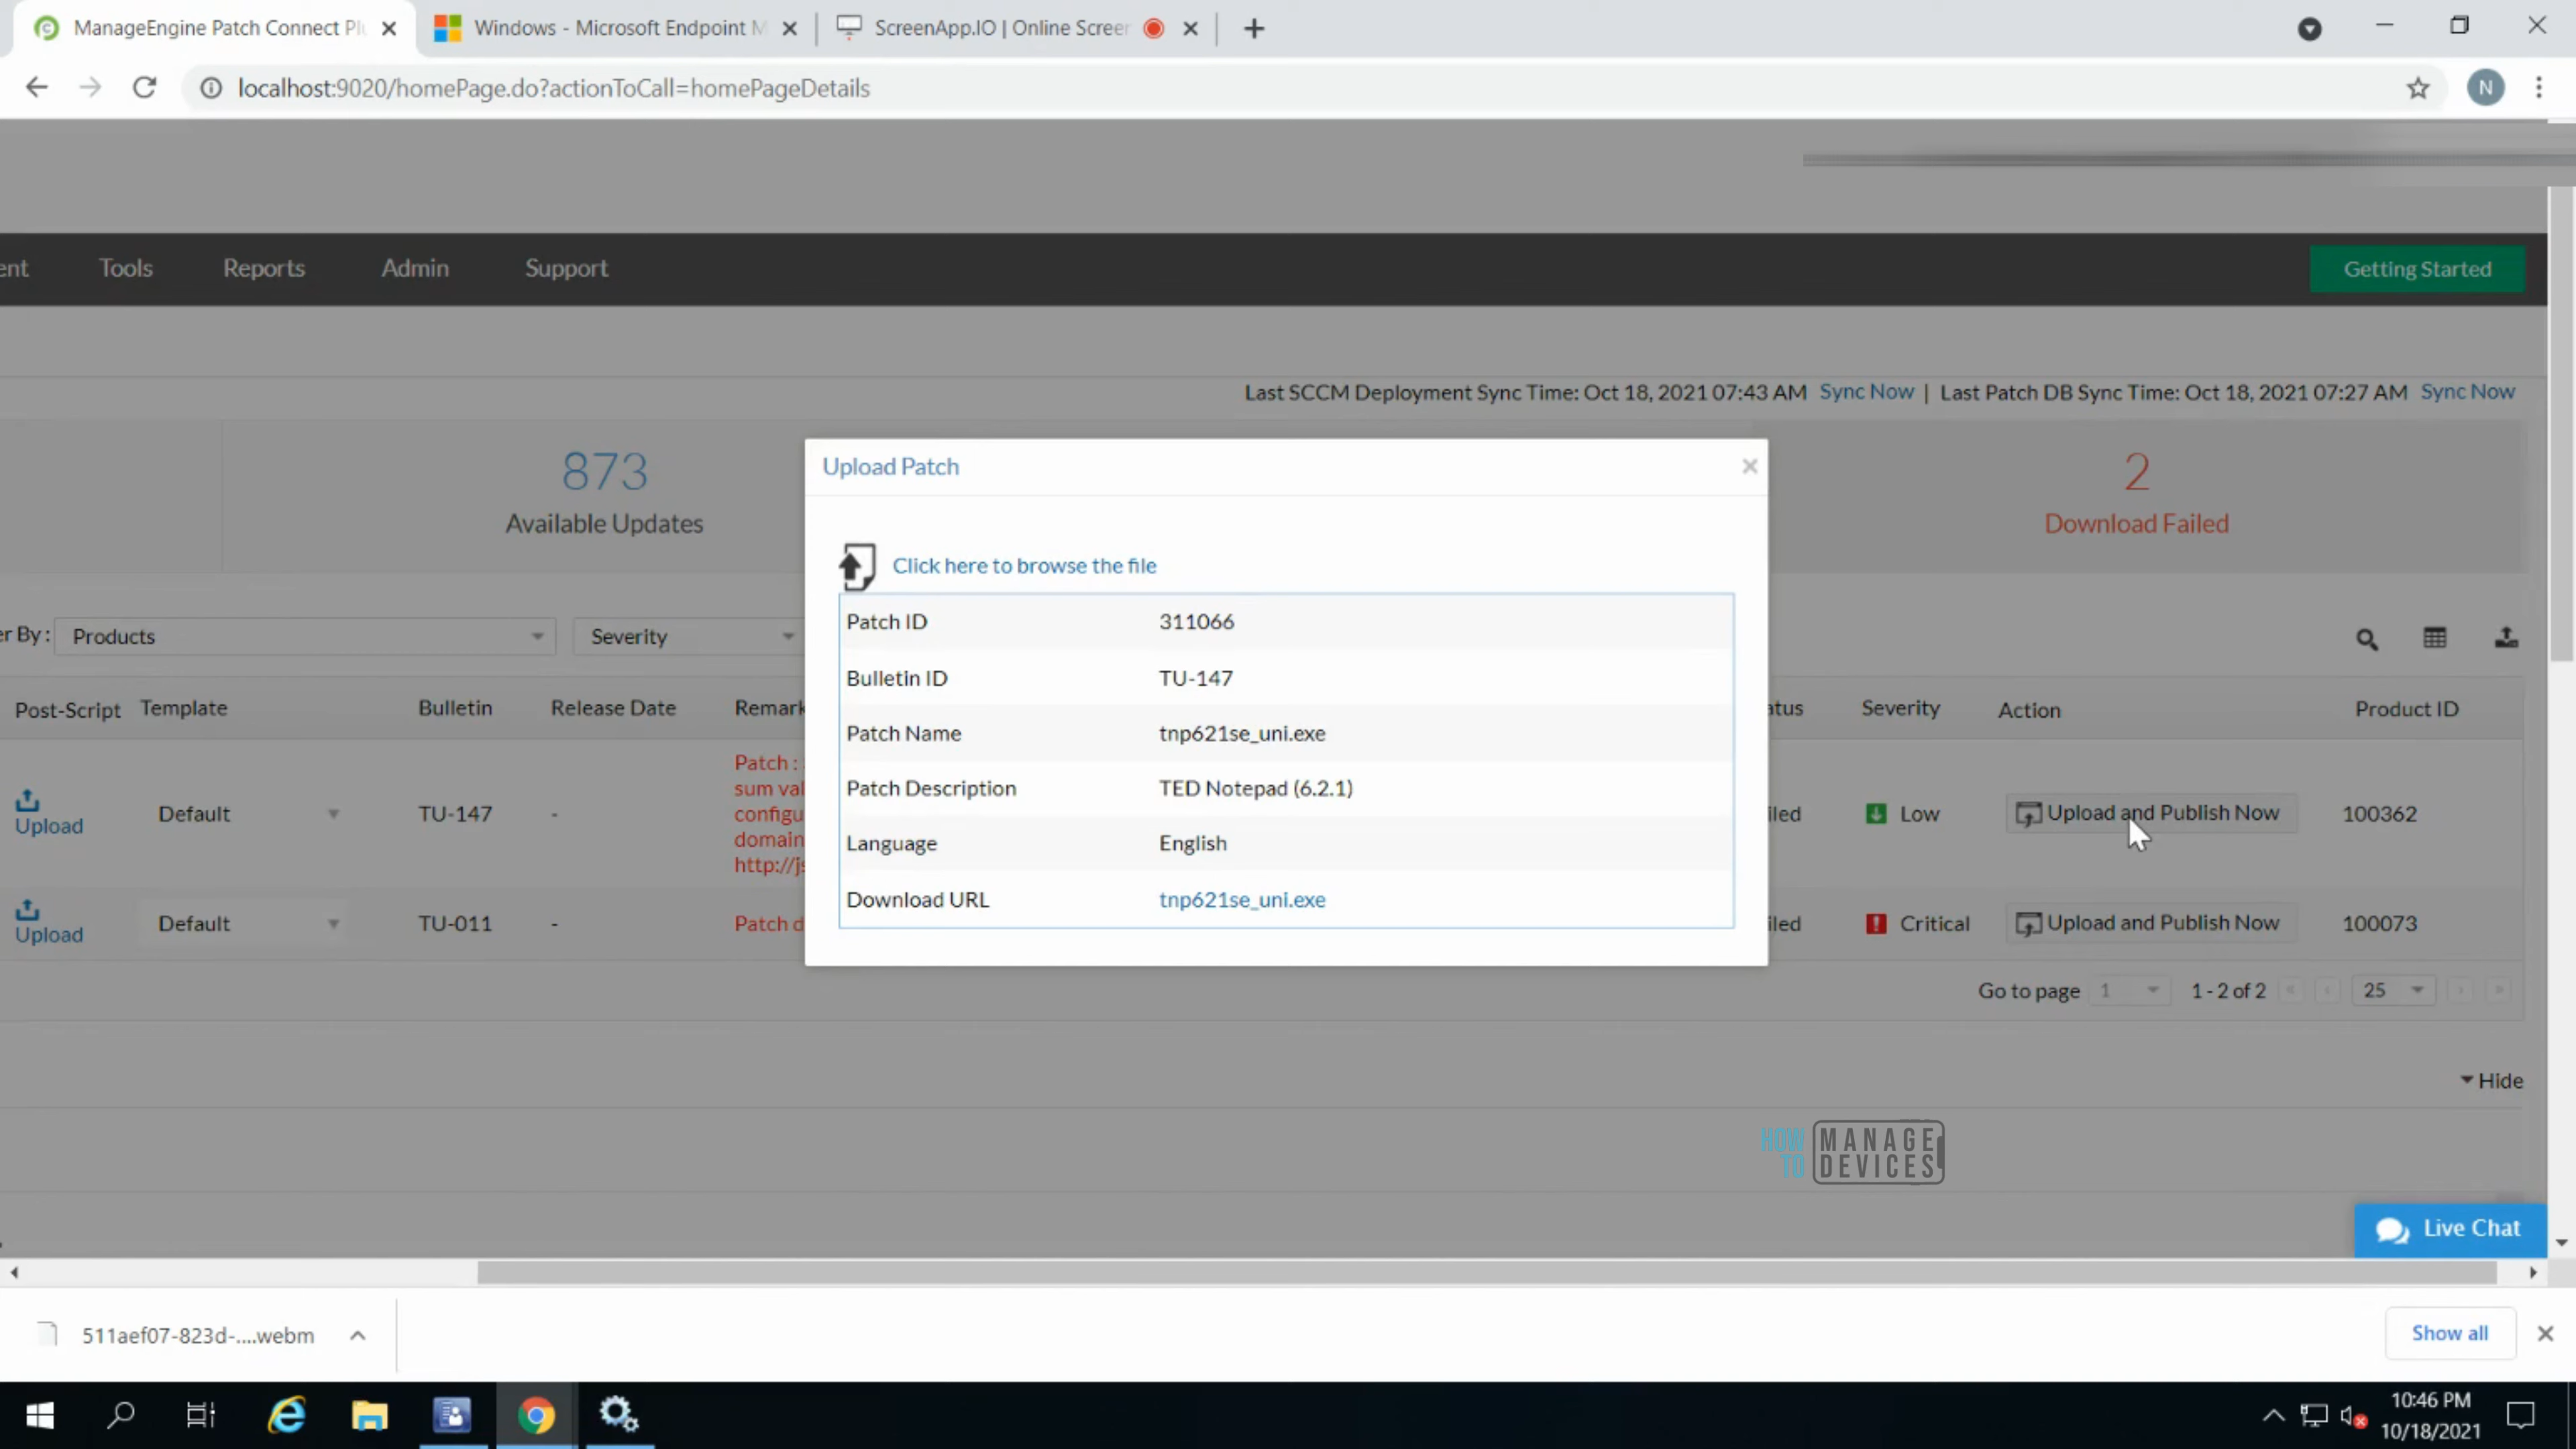 ManageEngine Patch Connect Plu
Windows - Microsoft Endpoint M
ScreenApp.IO | Online Screen
localhost:9020/homePage.do?actionToCall=homePageDetails
N
ent
Tools
Reports
Admin
Support
Getting Started
Last SCCM Deployment Sync Time: Oct 18, 2021 07:43 AM Sync Now | Last Patch DB Sync Time: Oct 18, 2021 07:27 AM Sync Now
873
Available Updates
2
Download Failed
er By :
Products
Severity
Post-Script
Template
Bulletin
Release Date
Remark
atus
Severity
Action
Product ID
Upload
Default
TU-147
-
Patch :
sum val
configu
domain
http://js
iled
Low
Upload and Publish Now
100362
Upload
Default
TU-011
-
Patch d
iled
Critical
Upload and Publish Now
100073
Upload Patch
Click here to browse the file
Patch ID 311066
Bulletin ID TU-147
Patch Name tnp621se_uni.exe
Patch Description TED Notepad (6.2.1)
Language English
Download URL tnp621se_uni.exe
Go to page 1 1 - 2 of 2 25
Hide
HOW TO
MANAGE
DEVICES
Live Chat
511aef07-823d-....webm
Show all
10:46 PM
10/18/2021